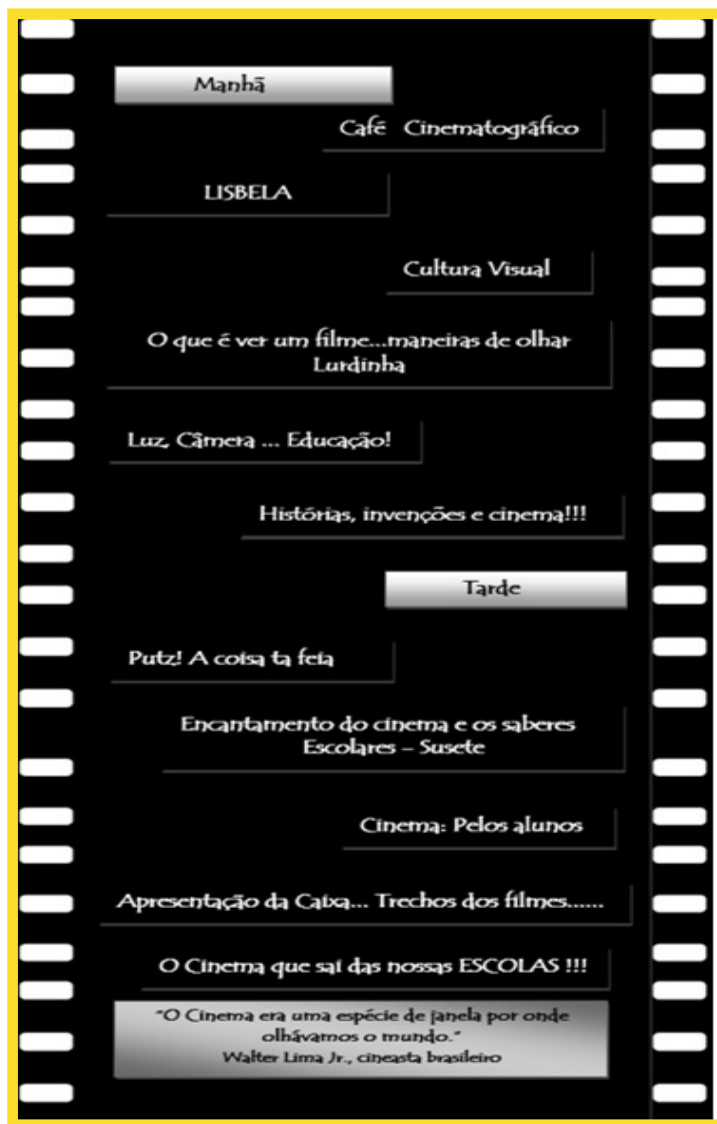 Manhã
Café Cinematográfico
LISBELA
Cultura Visual
O que é ver um filme...maneiras de olhar
Lurdinha
Luz, Câmera ... Educação!
Histórias, invenções e cinema!!!
Tarde
Putz! A coisa ta feia
Encantamento do cinema e os saberes
Escolares – Susete
Cinema: Pelos alunos
Apresentação da Caixa... Trechos dos filmes......
O Cinema que sai das nossas ESCOLAS !!!
"O Cinema era uma espécie de janela por onde
olhávamos o mundo."
Walter Lima Jr., cineasta brasileiro